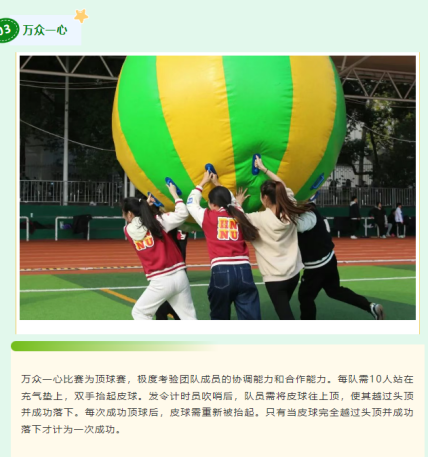 03
万众一心
NU
NU
万众一心比赛为顶球赛，极度考验团队成员的协调能力和合作能力。每队需10人站在
充气垫上，双手抬起皮球。发令计时员吹哨后，队员需将皮球往上顶，使其越过头顶
并成功落下。每次成功顶球后，皮球需重新被抬起。只有当皮球完全越过头顶并成功
落下才计为一次成功。